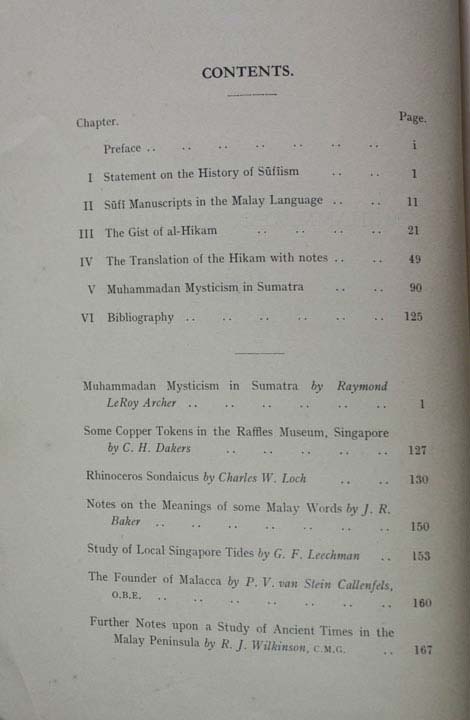 CONTENTS.
Chapter. Page.
Preface .. .. .. .. .. .. .. i
I Statement on the History of Sūfiism .. .. 1
II Sūfī Manuscripts in the Malay Language .. .. 11
III The Gist of al-Hikam .. .. .. .. 21
IV The Translation of the Hikam with notes .. .. 49
V Muhammadan Mysticism in Sumatra .. .. 90
VI Bibliography .. .. .. .. .. .. 125
Muhammadan Mysticism in Sumatra by Raymond
LeRoy Archer .. .. .. .. .. .. 1
Some Copper Tokens in the Raffles Museum, Singapore
by C. H. Dakers .. .. .. .. .. 127
Rhinoceros Sondaicus by Charles W. Loch .. .. 130
Notes on the Meanings of some Malay Words by J. R.
Baker .. .. .. .. .. .. .. 150
Study of Local Singapore Tides by G. F. Leechman .. 153
The Founder of Malacca by P. V. van Stein Callenfels,
O.B.E. .. .. .. .. .. .. .. 160
Further Notes upon a Study of Ancient Times in the
Malay Peninsula by R. J. Wilkinson, C.M.G. .. 167